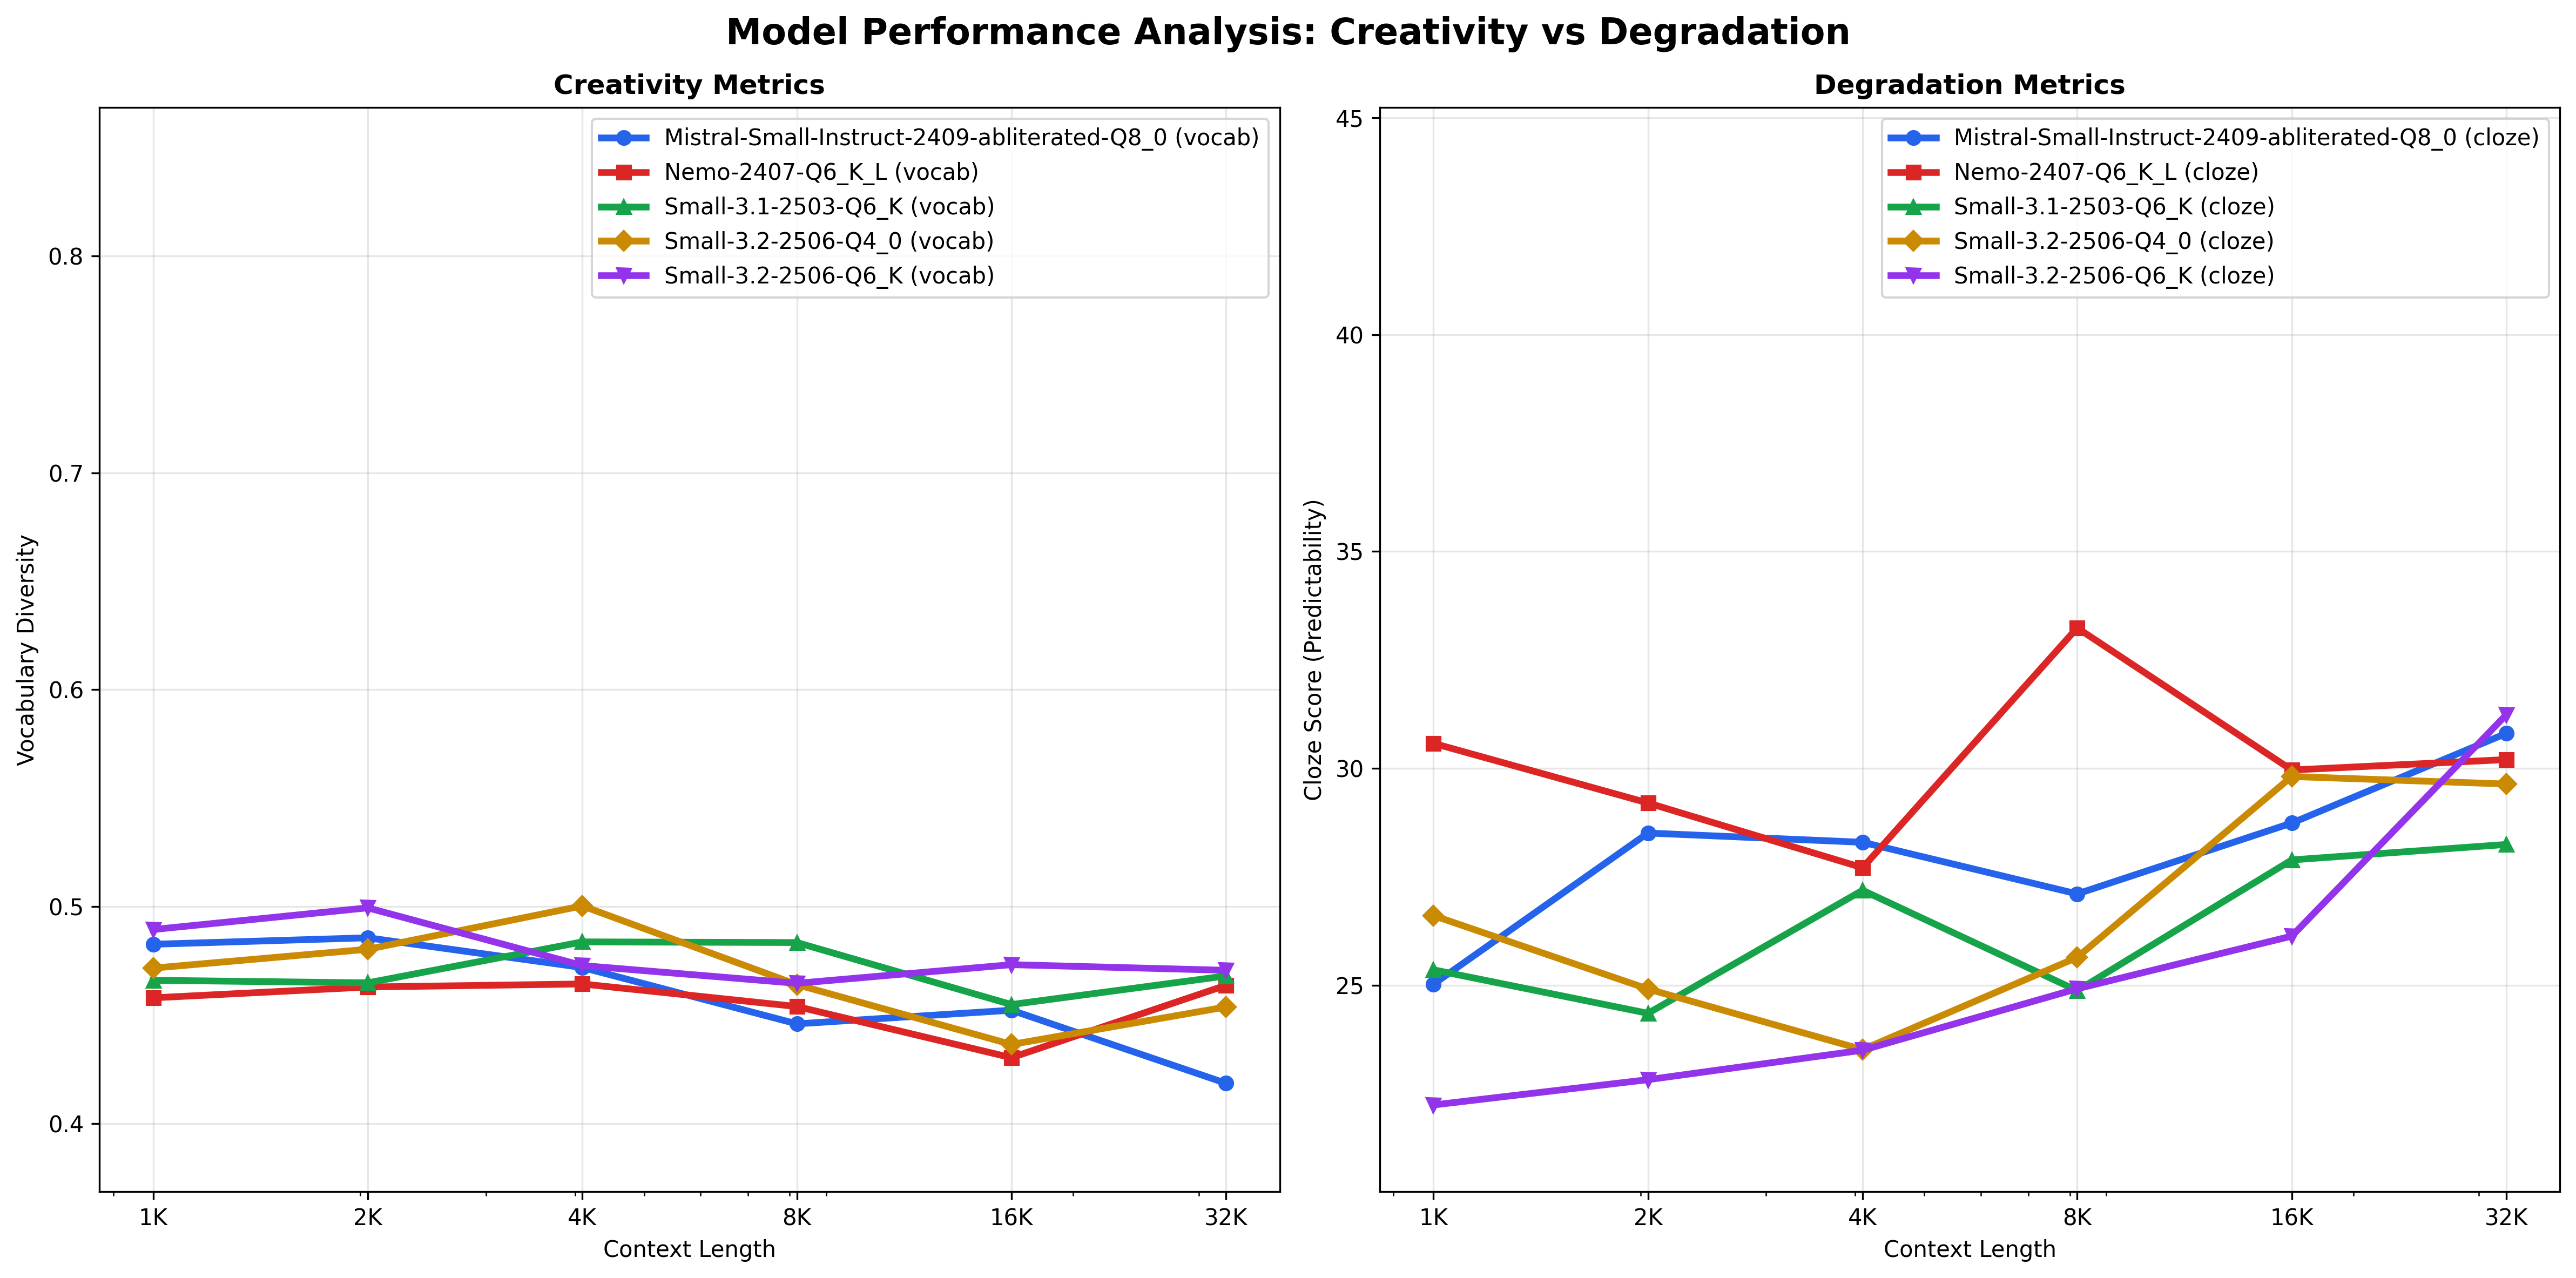 Model Performance Analysis: Creativity vs Degradation
Creativity Metrics
Mistral-Small-Instruct-2409-abliterated-Q8_0 (vocab)
Nemo-2407-Q6_K_L (vocab)
Small-3.1-2503-Q6_K (vocab)
Small-3.2-2506-Q4_0 (vocab)
Small-3.2-2506-Q6_K (vocab)
Vocabulary Diversity
0.8
0.7
0.6
0.5
0.4
1K 2K 4K 8K 16K 32K
Context Length
Degradation Metrics
Mistral-Small-Instruct-2409-abliterated-Q8_0 (cloze)
Nemo-2407-Q6_K_L (cloze)
Small-3.1-2503-Q6_K (cloze)
Small-3.2-2506-Q4_0 (cloze)
Small-3.2-2506-Q6_K (cloze)
Cloze Score (Predictability)
45
40
35
30
25
1K 2K 4K 8K 16K 32K
Context Length